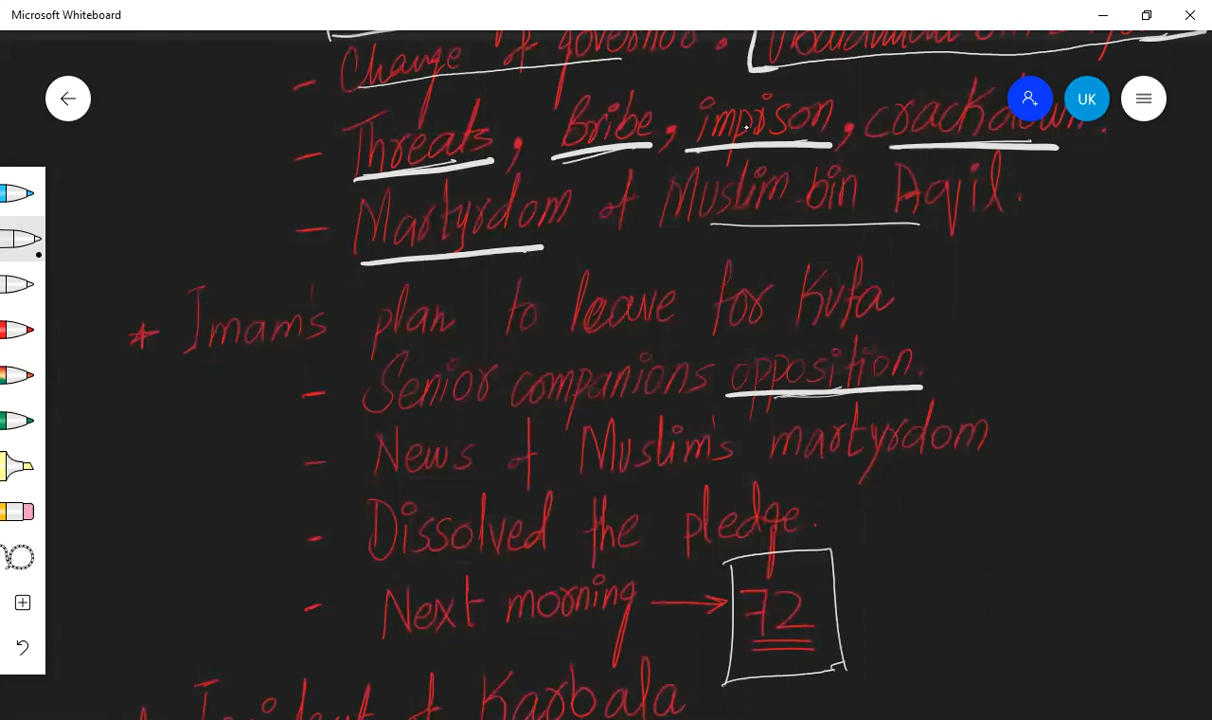 Microsoft Whiteboard
- Change of governor.
UK
- Threats, Bribe, imprison, crackdown.
- Martyrdom of Muslim bin Aqil.
* Imam's plan to leave for Kufa
- Senior companions opposition.
- News of Muslim's martyrdom
- Dissolved the pledge.
- Next morning → 72
* Incident of Karbala